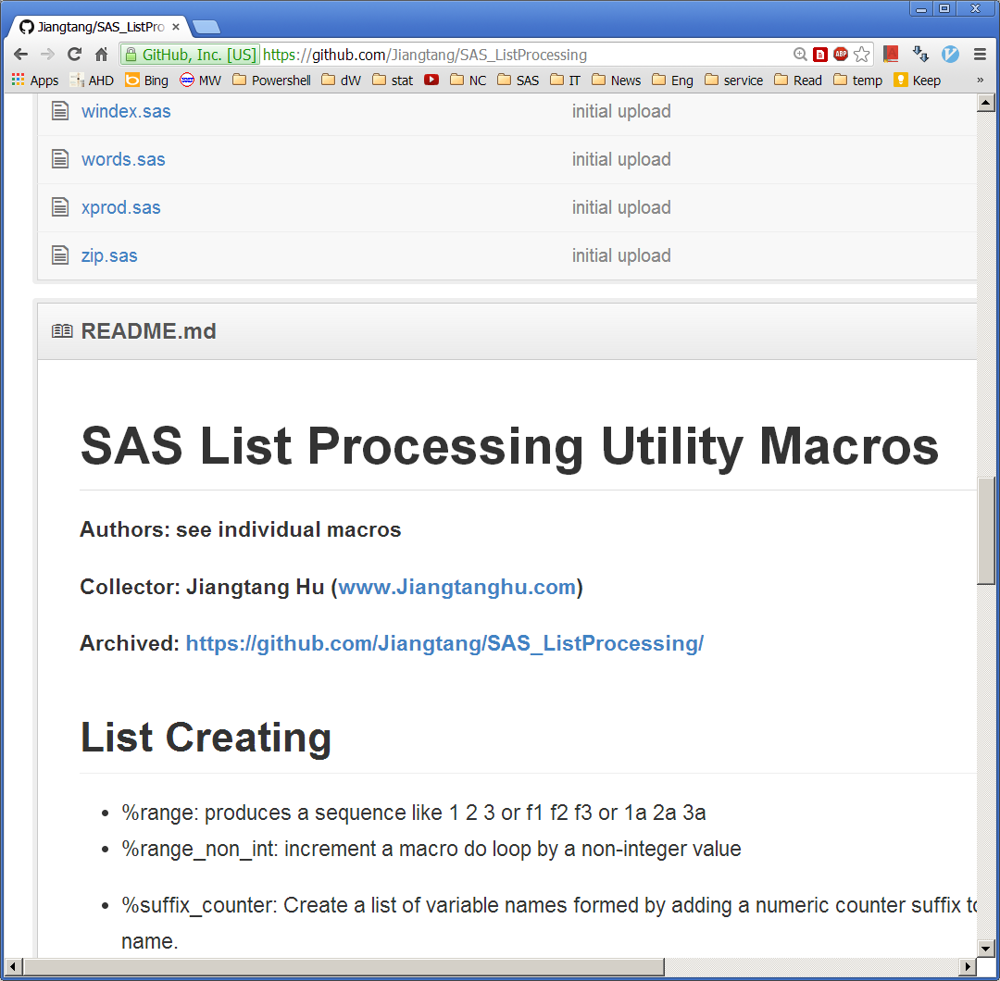 Jiangtang/SAS_ListPro
GitHub, Inc. [US] https://github.com/Jiangtang/SAS_ListProcessing
Apps AHD Bing MW Powershell dW stat NC SAS IT News Eng service Read temp Keep »
windex.sas initial upload
words.sas initial upload
xprod.sas initial upload
zip.sas initial upload
README.md
SAS List Processing Utility Macros
Authors: see individual macros
Collector: Jiangtang Hu (www.Jiangtanghu.com)
Archived: https://github.com/Jiangtang/SAS_ListProcessing/
List Creating
• %range: produces a sequence like 1 2 3 or f1 f2 f3 or 1a 2a 3a
• %range_non_int: increment a macro do loop by a non-integer value
• %suffix_counter: Create a list of variable names formed by adding a numeric counter suffix to
name.